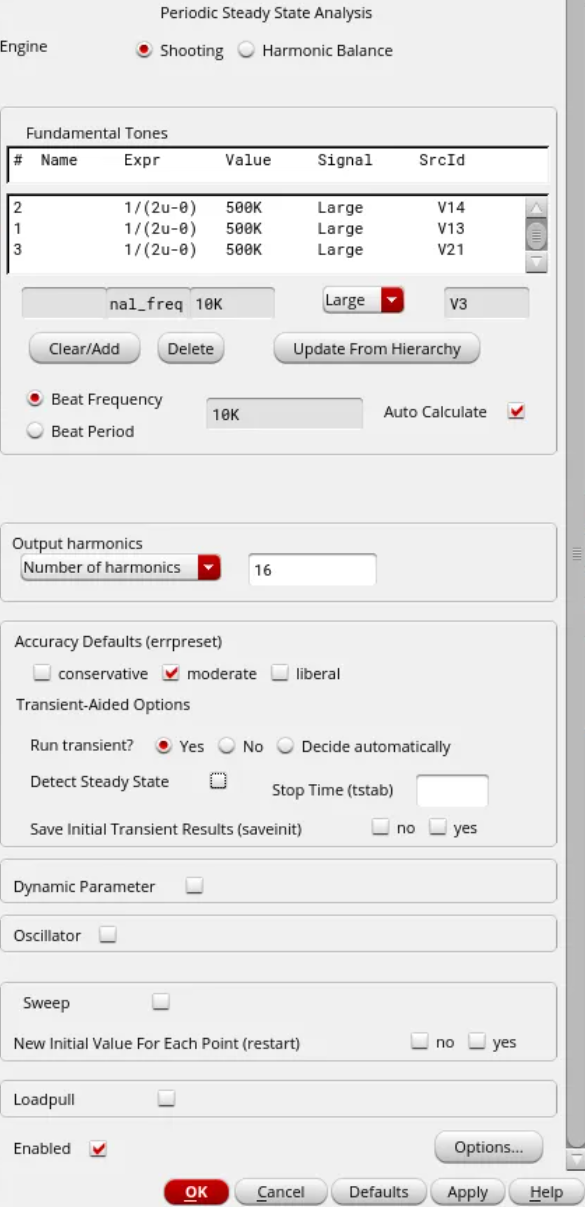 Periodic Steady State Analysis
Engine Shooting Harmonic Balance
Fundamental Tones
# Name Expr Value Signal SrcId
2 1/(2u-0) 500K Large V14
1 1/(2u-0) 500K Large V13
3 1/(2u-0) 500K Large V21
nal_freq 10K Large V3
Clear/Add Delete Update From Hierarchy
Beat Frequency 10K Auto Calculate
Beat Period
Output harmonics
Number of harmonics 16
Accuracy Defaults (errpreset)
conservative moderate liberal
Transient-Aided Options
Run transient? Yes No Decide automatically
Detect Steady State Stop Time (tstab)
Save Initial Transient Results (saveinit) no yes
Dynamic Parameter
Oscillator
Sweep
New Initial Value For Each Point (restart) no yes
Loadpull
Enabled Options...
OK Cancel Defaults Apply Help